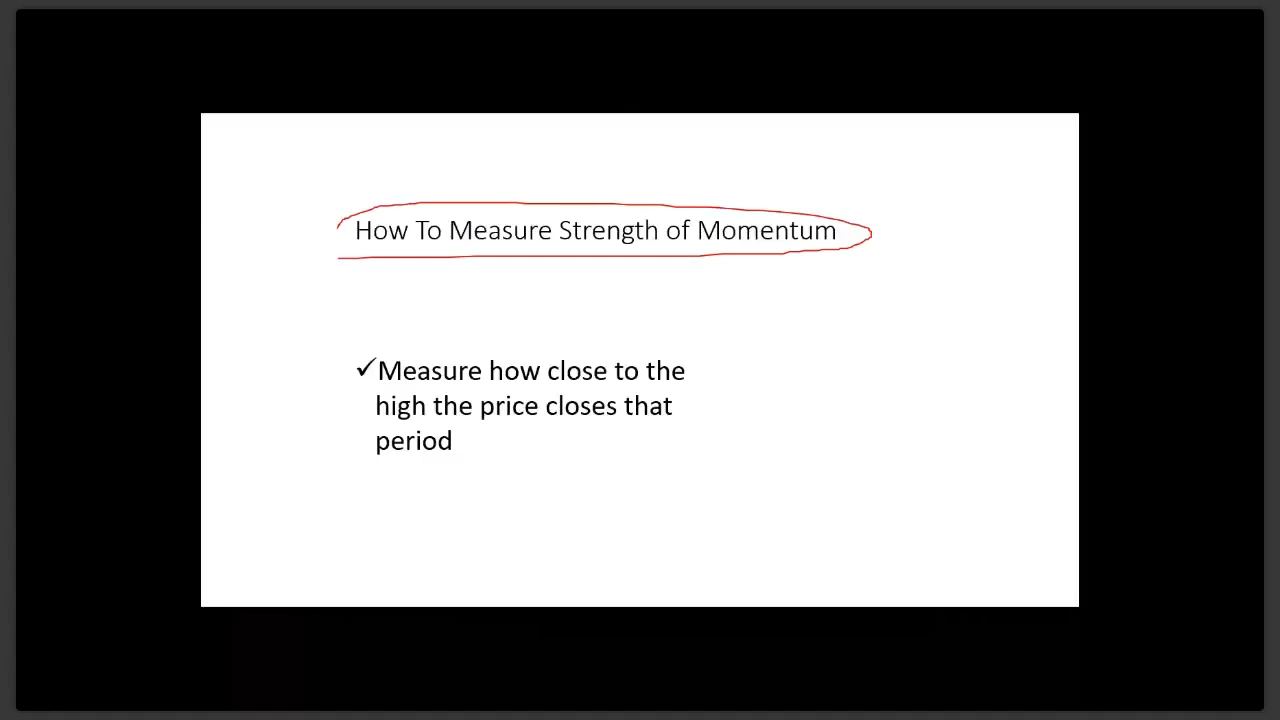 How To Measure Strength of Momentum
✓Measure how close to the
high the price closes that
period